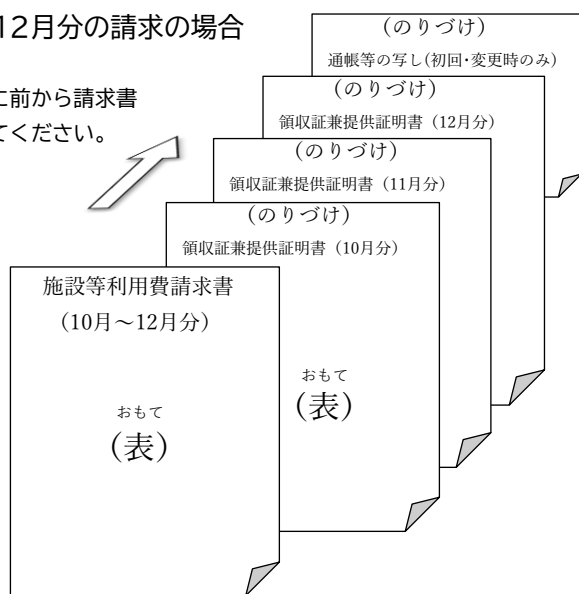 12月分の請求の場合
に前から請求書
てください。
(のりづけ)
通帳等の写し(初回・変更時のみ)
(のりづけ)
領収証兼提供証明書（12月分）
(のりづけ)
領収証兼提供証明書（11月分）
(のりづけ)
領収証兼提供証明書（10月分）
おもて
(表)
施設等利用費請求書
（10月～12月分）
おもて
(表)